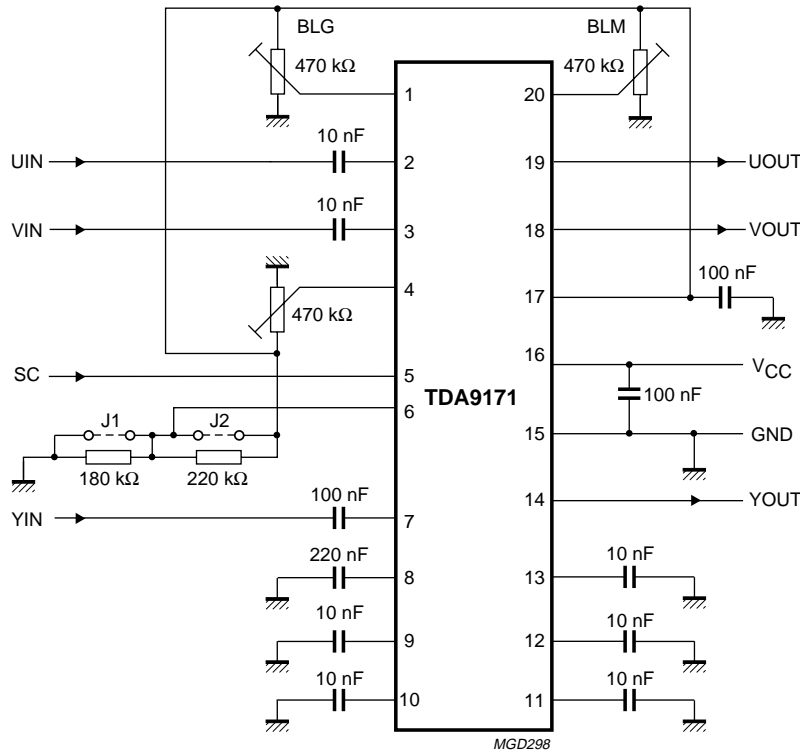 BLG BLM
470 kΩ 470 kΩ
1 20
10 nF
UIN 2 19 UOUT
10 nF
VIN 3 18 VOUT
4 17 100 nF
470 kΩ
16 VCC
SC 5
TDA9171 100 nF
6
J1 J2 15 GND
180 kΩ 220 kΩ
100 nF 14 YOUT
YIN 7
220 nF 10 nF
8 13
10 nF 10 nF
9 12
10 nF 10 nF
10 11
MGD298